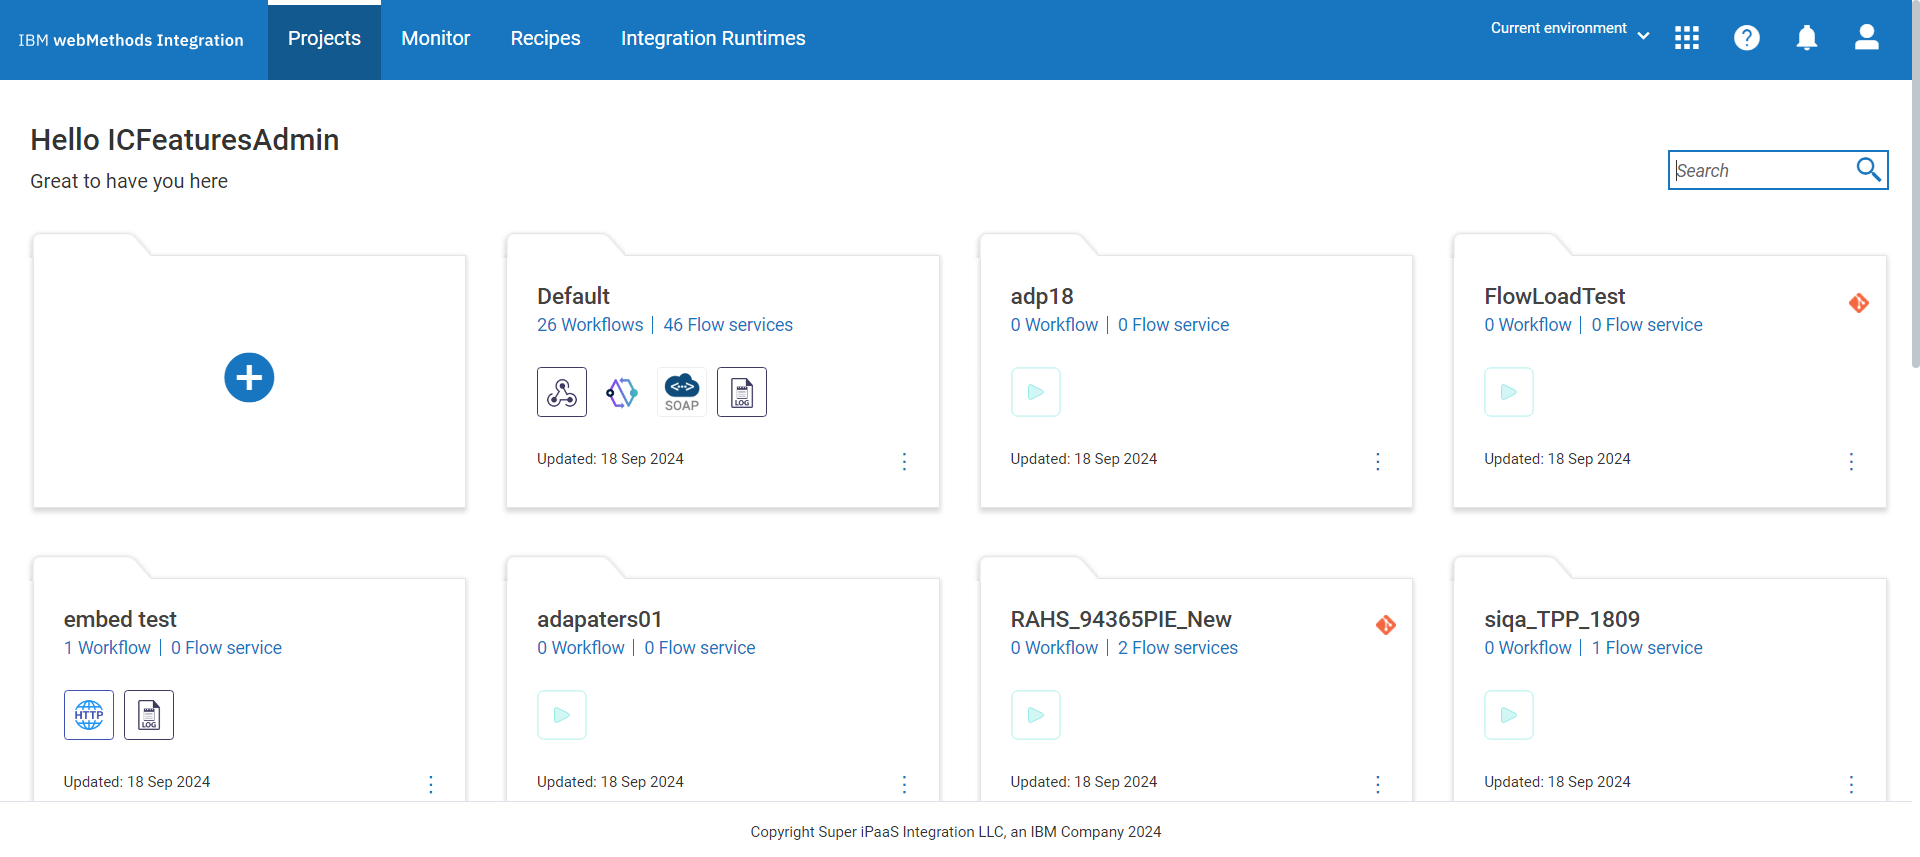 IBM webMethods Integration
Projects
Monitor
Recipes
Integration Runtimes
Current environment
Hello ICFeaturesAdmin
Great to have you here
Search
Default
26 Workflows | 46 Flow services
SOAP
LOG
Updated: 18 Sep 2024
adp18
0 Workflow | 0 Flow service
Updated: 18 Sep 2024
FlowLoadTest
0 Workflow | 0 Flow service
Updated: 18 Sep 2024
embed test
1 Workflow | 0 Flow service
HTTP
LOG
Updated: 18 Sep 2024
adapaters01
0 Workflow | 0 Flow service
Updated: 18 Sep 2024
RAHS_94365PIE_New
0 Workflow | 2 Flow services
Updated: 18 Sep 2024
siqa_TPP_1809
0 Workflow | 1 Flow service
Updated: 18 Sep 2024
Copyright Super iPaaS Integration LLC, an IBM Company 2024